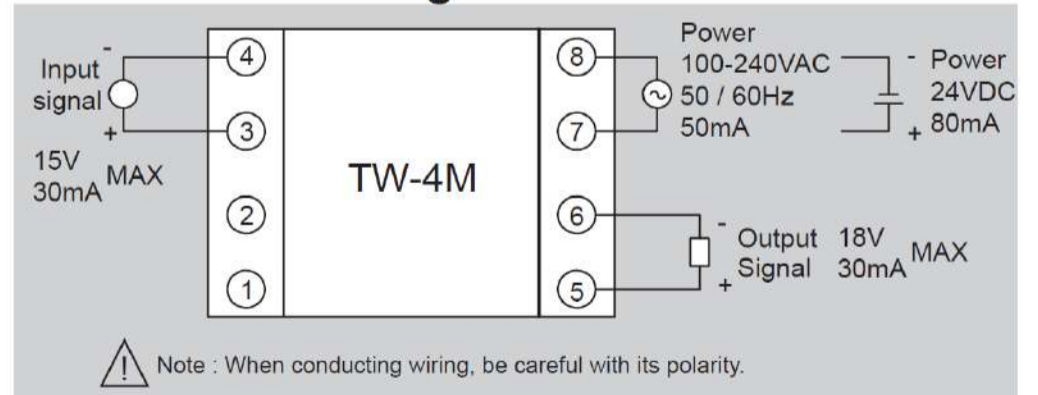 4
Input
signal
-
+
3
15V
30mA MAX
2
1
TW-4M
8
7
6
5
Power
100-240VAC
50 / 60Hz
50mA
- Power
24VDC
+ 80mA
-
Output
Signal
+
18V
30mA MAX
Note : When conducting wiring, be careful with its polarity.